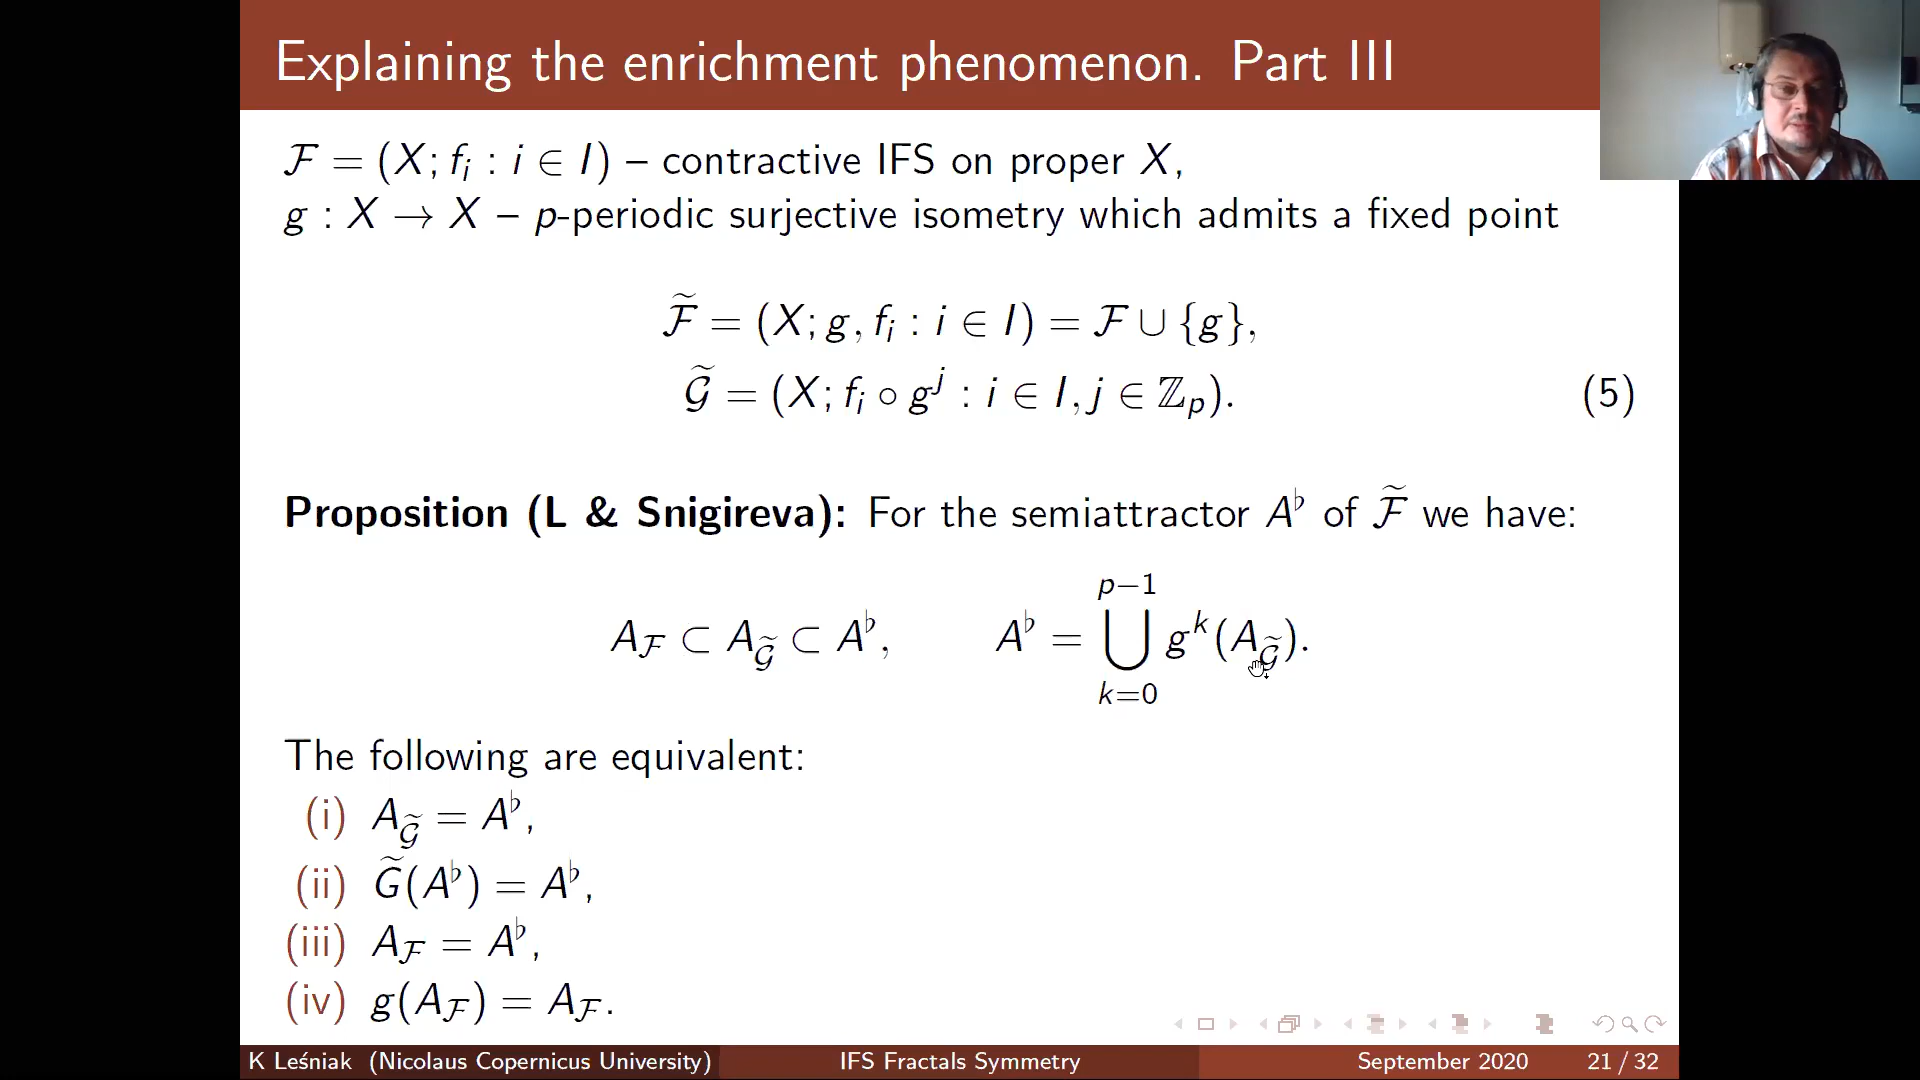 Explaining the enrichment phenomenon. Part III
ℱ = (X; f_i : i ∈ I) – contractive IFS on proper X,
g : X → X – p-periodic surjective isometry which admits a fixed point
ℱ̃ = (X; g, f_i : i ∈ I) = ℱ ∪ {g},
𝒢̃ = (X; f_i ∘ g^j : i ∈ I, j ∈ ℤ_p). (5)
Proposition (L & Snigireva): For the semiattractor A^♭ of ℱ̃ we have:
A_ℱ ⊂ A_𝒢̃ ⊂ A^♭, A^♭ = ⋃_{k=0}^{p−1} g^k(A_𝒢̃).
The following are equivalent:
(i) A_𝒢̃ = A^♭,
(ii) G̃(A^♭) = A^♭,
(iii) A_ℱ = A^♭,
(iv) g(A_ℱ) = A_ℱ.
K Leśniak (Nicolaus Copernicus University) IFS Fractals Symmetry September 2020 21 / 32